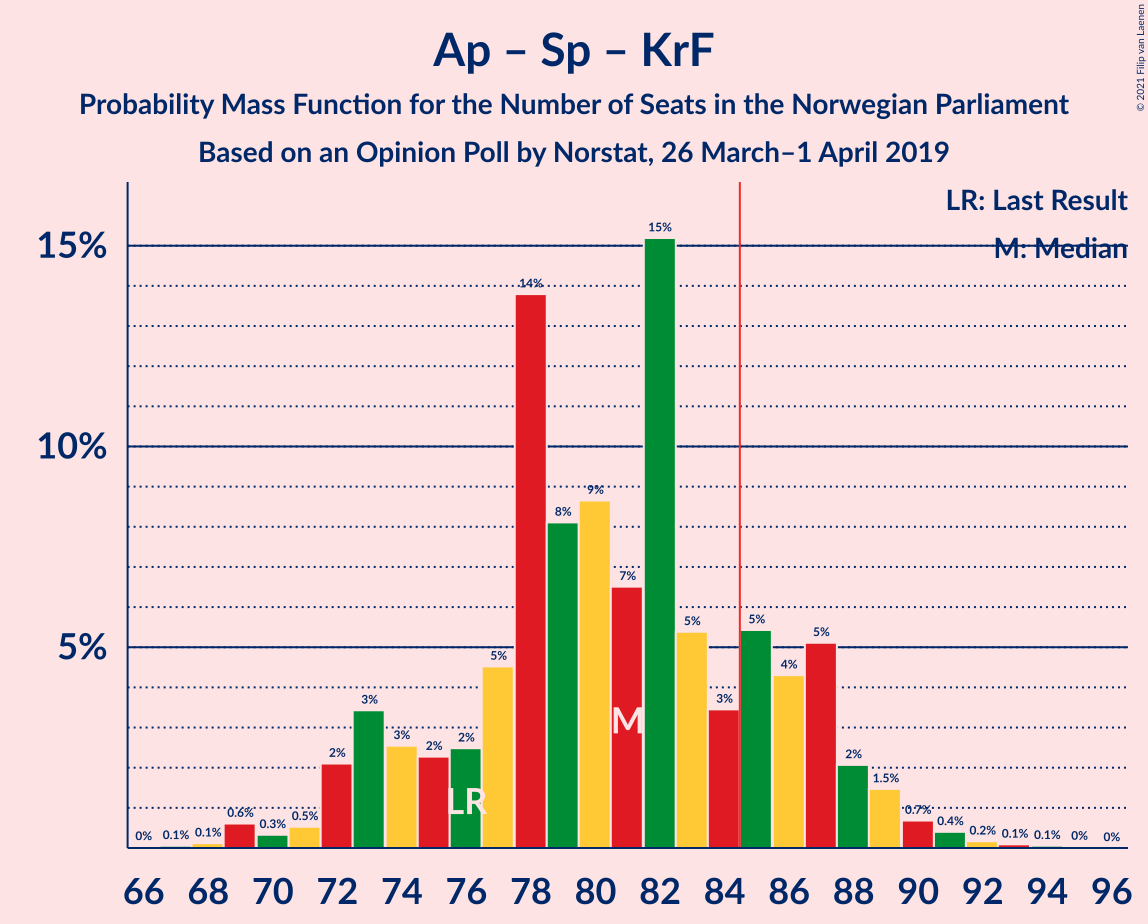 Ap – Sp – KrF
Probability Mass Function for the Number of Seats in the Norwegian Parliament
Based on an Opinion Poll by Norstat, 26 March–1 April 2019
© 2021 Filip van Laenen
LR: Last Result
M: Median
15%
10%
5%
0% 0.1% 0.1% 0.6% 0.3% 0.5% 2% 3% 3% 2% 2% 5% 14% 8% 9% 7% 15% 5% 3% 5% 4% 5% 2% 1.5% 0.7% 0.4% 0.2% 0.1% 0.1% 0% 0%
LR
M
66 68 70 72 74 76 78 80 82 84 86 88 90 92 94 96